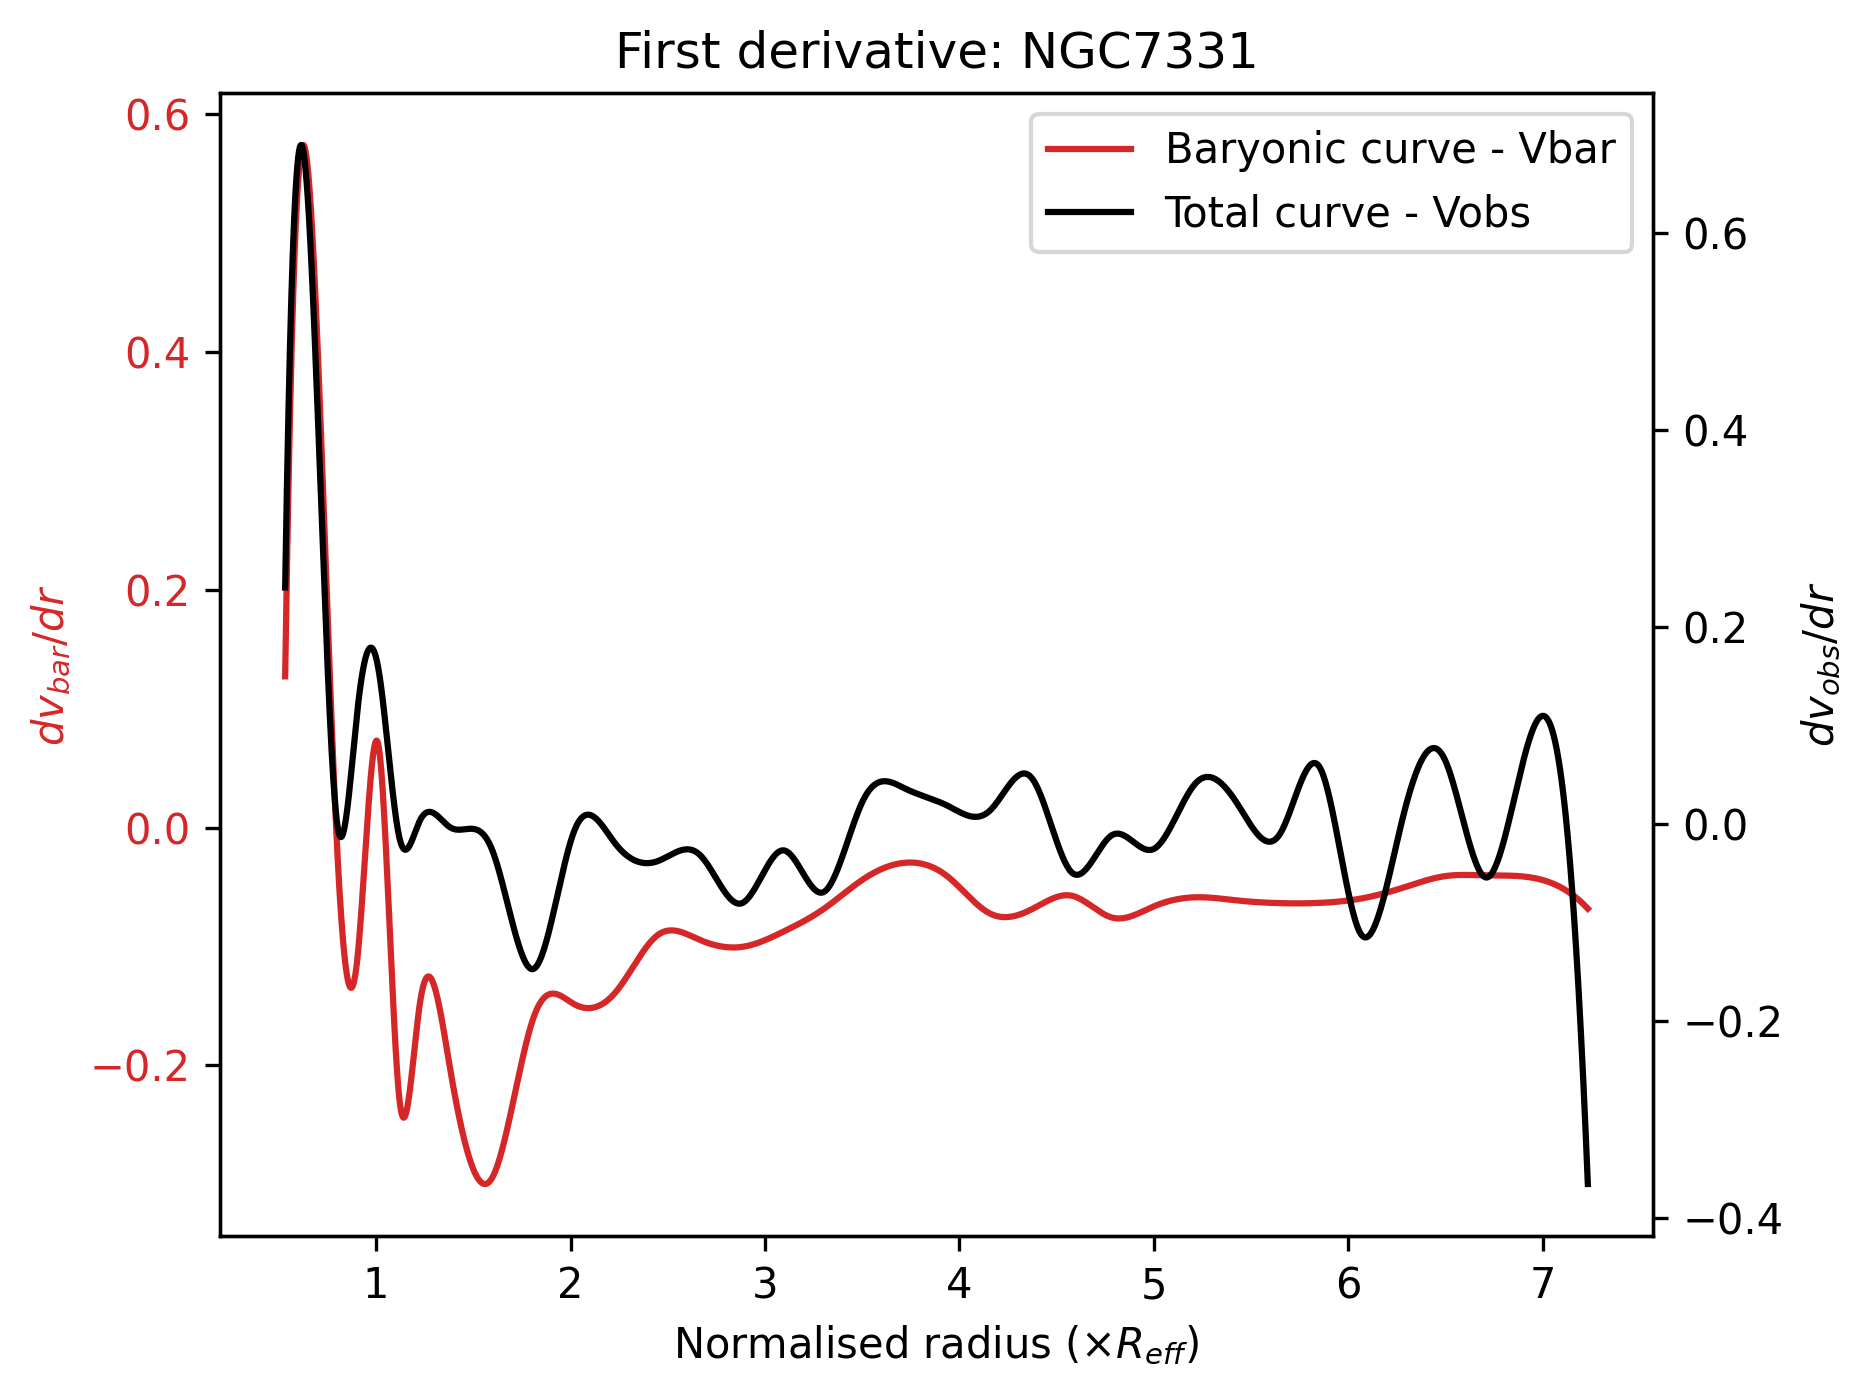 First derivative: NGC7331
Baryonic curve - Vbar
Total curve - Vobs
0.6
0.4
0.2
0.0
−0.2
dv_bar/dr
0.6
0.4
0.2
0.0
−0.2
−0.4
dv_obs/dr
1 2 3 4 5 6 7
Normalised radius (×R_eff)